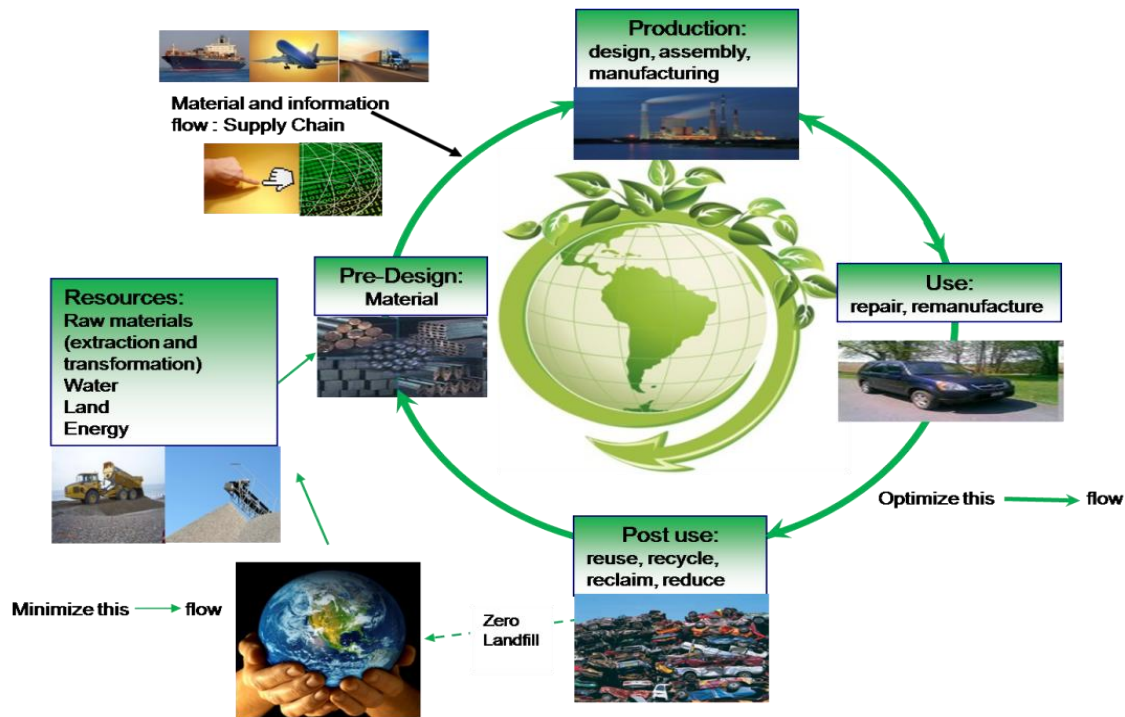 Production:
design, assembly,
manufacturing
Material and information
flow : Supply Chain
Pre-Design:
Material
Resources:
Raw materials
(extraction and
transformation)
Water
Land
Energy
Use:
repair, remanufacture
Optimize this flow
Post use:
reuse, recycle,
reclaim, reduce
Minimize this flow
Zero
Landfill